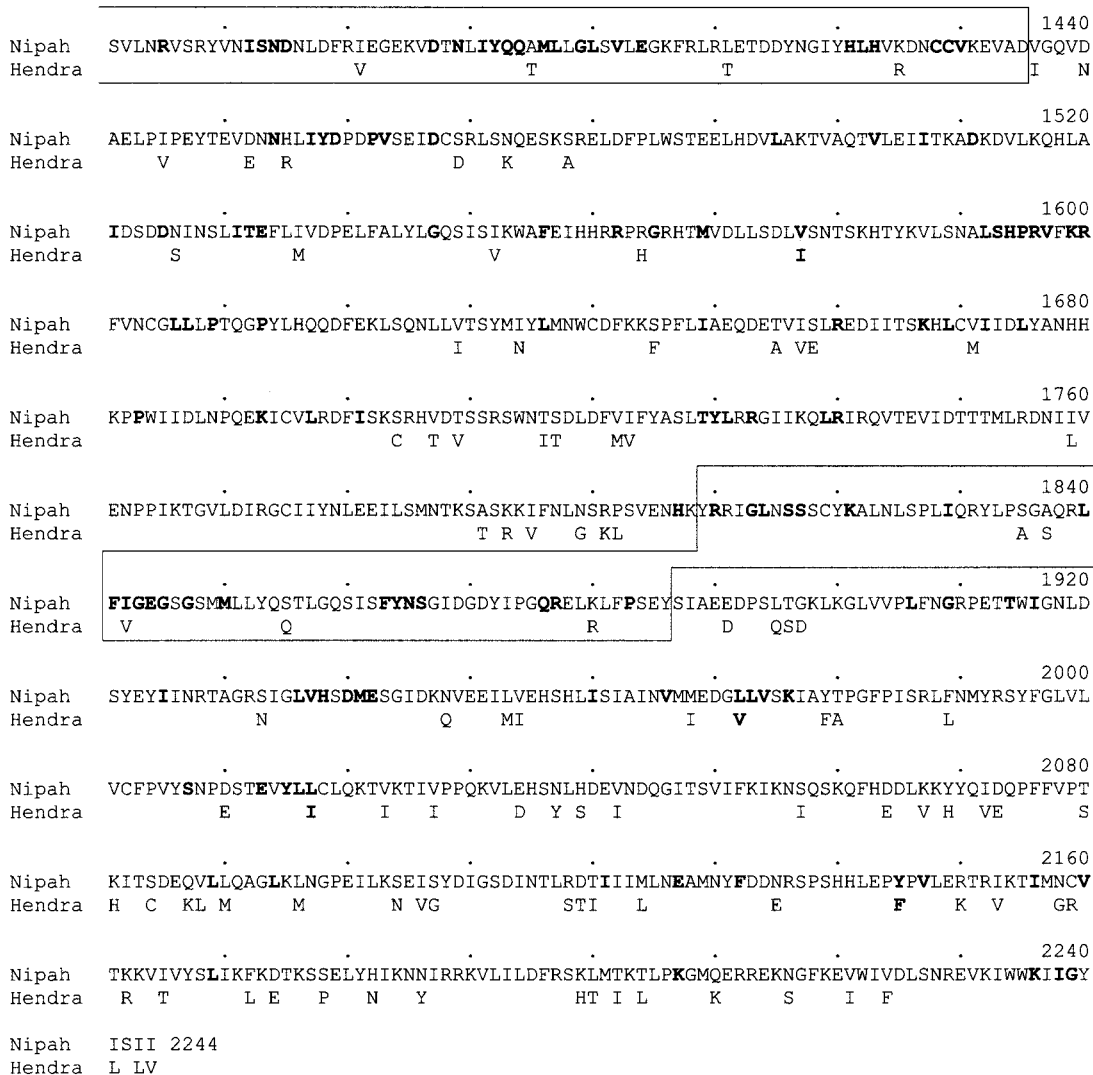 1440
Nipah SVLNRVSRYVNISNDNLDFRIEGEKVDTNLIYQQAMLLGLSVLEGKFRLRLETDDYNGIYHLHVKDNCCVKEVADVGQVD
Hendra V T T R I N
1520
Nipah AELPIPEYTEVDNNHLIYDPDPVSEIDCSRLSNQESKSRELDFPLWSTEELHDVLAKTVAQTVLEIITKADKDVLKQHLA
Hendra V E R D K A
1600
Nipah IDSDDNINSLITEFLIVDPELFALYLGQSISIKWAFEIHHRRPRGRHTMVDLLSDLVSNTSKHTYKVLSNALSHPRVFKR
Hendra S M V H I
1680
Nipah FVNCGLLLPTQGPYLHQQDFEKLSQNLLVTSYMIYLMNWCDFKKSPFLIAEQDETVISLREDIITSKHLCVIIDLYANHH
Hendra I N F A VE M
1760
Nipah KPPWIIDLNPQEKICVLRDFISKSRHVDTSSRSWNTSDLDFVIFYASLTYLRRGIIKQLRIRQVTEVIDTTTMLRDNIIV
Hendra C T V IT MV L
1840
Nipah ENPPIKTGVLDIRGCIIYNLEEILSMNTKSASKKIFNLNSRPSVENHKYRRIGLNSSSCYKALNLSPLIQRYLPSGAQRL
Hendra T R V G KL A S
1920
Nipah FIGEGSGSMMLLYQSTLGQSISFYNSGIDGDYIPGQRELKLFPSEYSIAEEDPSLTGKLKGLVVPLFNGRPETTWIGNLD
Hendra V Q R D QSD
2000
Nipah SYEYIINRTAGRSIGLVHSDMESGIDKNVEEILVEHSHLISIAINVMMEDGLLVSKIAYTPGFPISRLFNMYRSYFGLVL
Hendra N Q MI I V FA L
2080
Nipah VCFPVYSNPDSTEVYLLCLQKTVKTIVPPQKVLEHSNLHDEVNDQGITSVIFKIKNSQSKQFHDDLKKYYQIDQPFFVPT
Hendra E I I I D Y S I S E V H VE S
2160
Nipah KITSDEQVLLQAGLKLNGPEILKSEISYDIGSDINTLRDTIIIMLNEAMNYFDDNRSPSHHLEPYPVLERTRIKTIMNCV
Hendra H C KL M M N VG STI L E F K V GR
2240
Nipah TKKVIVYSLIKFKDTKSSELYHIKNNIRRKVLILDFRSKLMTKTLPKGMQERREKNGFKEVWIVDLSNREVKIWWKIIGY
Hendra R T L E P N Y HT I L K S I F
Nipah ISII 2244
Hendra L LV